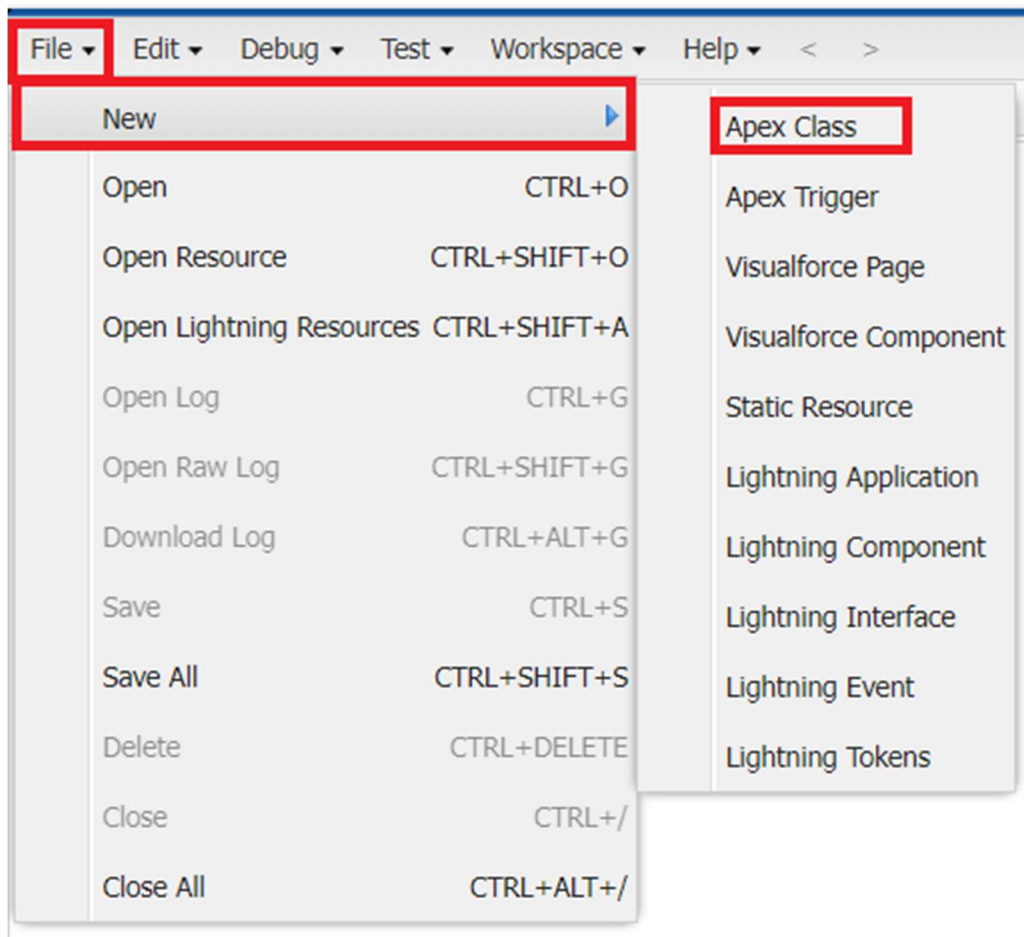 File Edit Debug Test Workspace Help < >
New
Open CTRL+O
Open Resource CTRL+SHIFT+O
Open Lightning Resources CTRL+SHIFT+A
Open Log CTRL+G
Open Raw Log CTRL+SHIFT+G
Download Log CTRL+ALT+G
Save CTRL+S
Save All CTRL+SHIFT+S
Delete CTRL+DELETE
Close CTRL+/
Close All CTRL+ALT+/
Apex Class
Apex Trigger
Visualforce Page
Visualforce Component
Static Resource
Lightning Application
Lightning Component
Lightning Interface
Lightning Event
Lightning Tokens